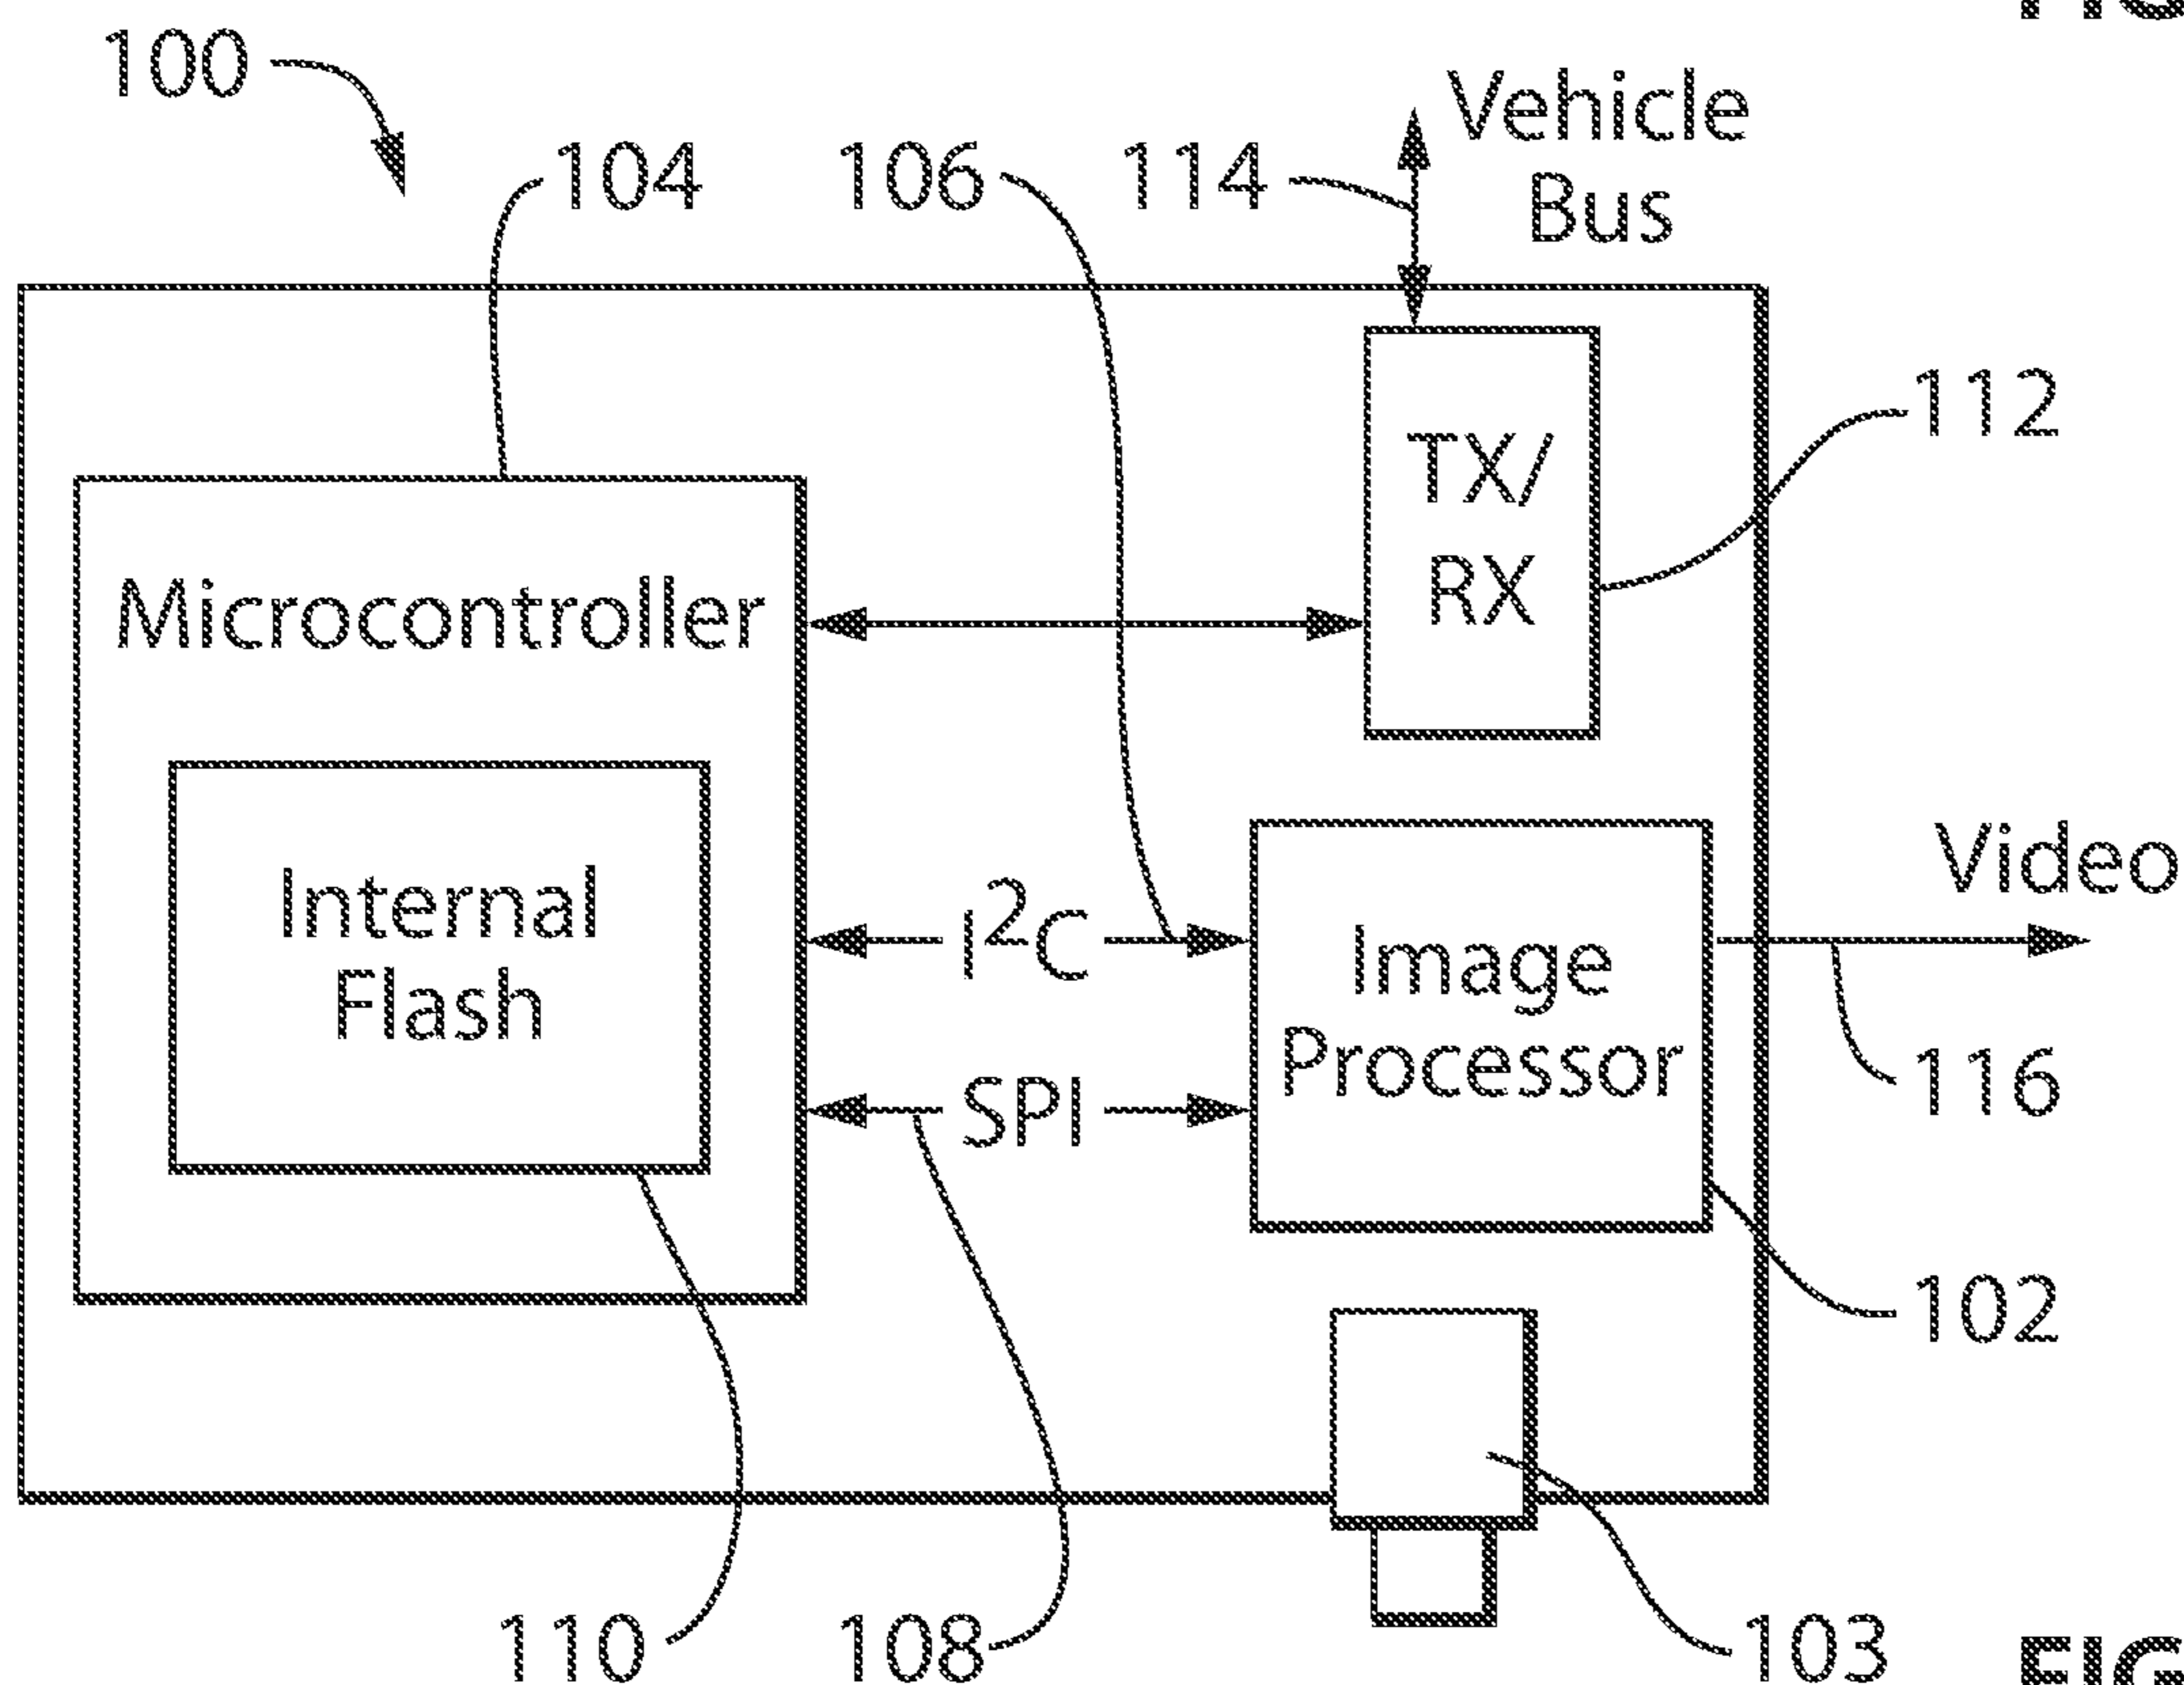 100
104
106
114
Vehicle
Bus
112
TX/
RX
Microcontroller
Internal
Flash
I²C
SPI
Image
Processor
Video
116
102
110
108
103
FIG